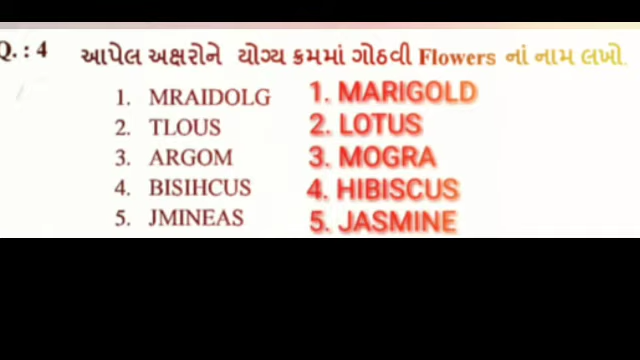 Q. : 4 આપેલ અક્ષરોને યોગ્ય ક્રમમાં ગોઠવી Flowers નાં નામ લખો.
1. MRAIDOLG 1. MARIGOLD
2. TLOUS 2. LOTUS
3. ARGOM 3. MOGRA
4. BISIHCUS 4. HIBISCUS
5. JMINEAS 5. JASMINE